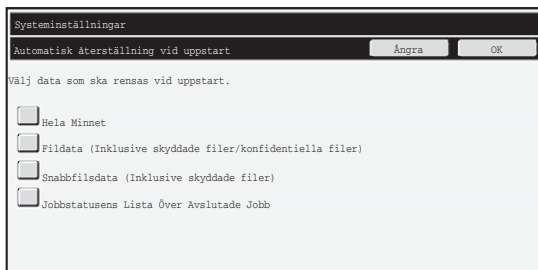 Systeminställningar
Automatisk återställning vid uppstart Ångra OK
Välj data som ska rensas vid uppstart.
Hela Minnet
Fildata (Inklusive skyddade filer/konfidentiella filer)
Snabbfilsdata (Inklusive skyddade filer)
Jobbstatusens Lista Över Avslutade Jobb